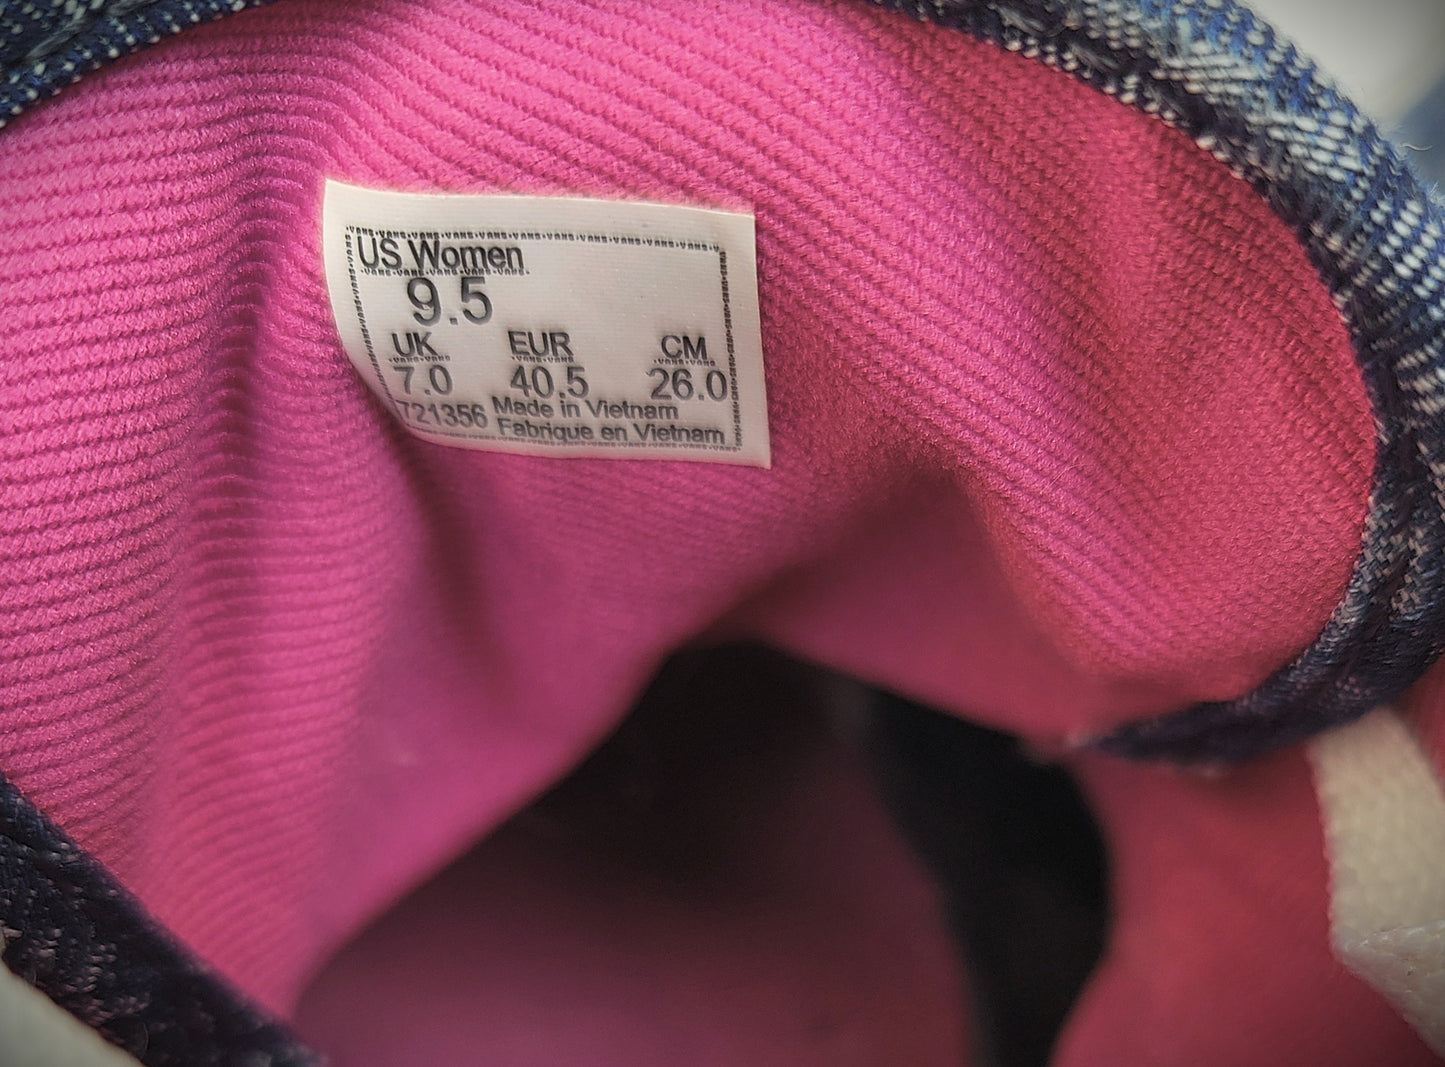 US Women
9.5
UK EUR CM
7.0 40.5 26.0
721356 Made in Vietnam
Fabrique en Vietnam